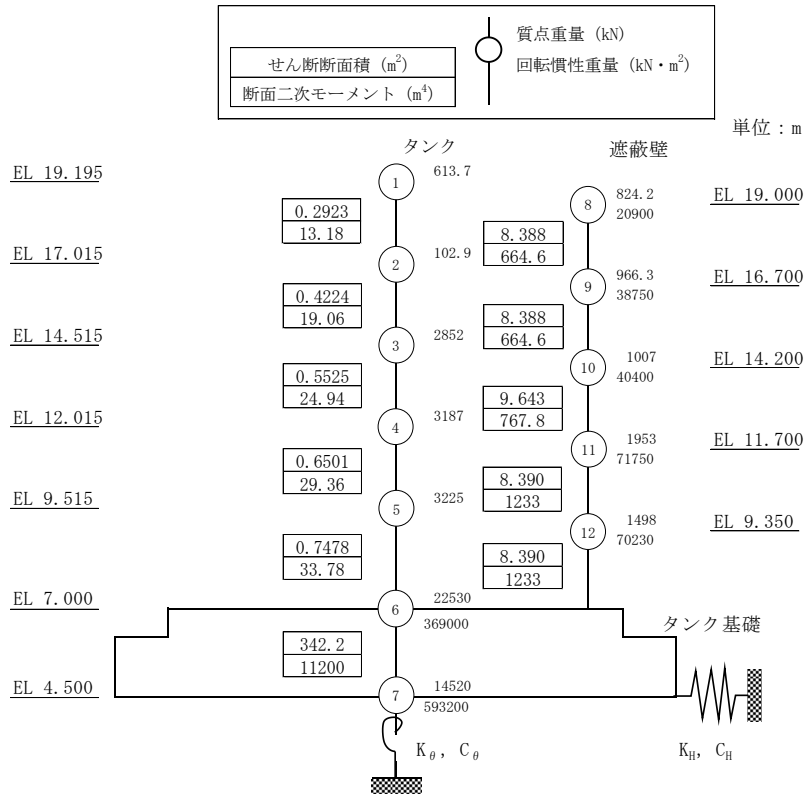 質点重量 (kN)
回転慣性重量 (kN・m²)
せん断断面積 (m²)
断面二次モーメント (m⁴)
単位：m
タンク
遮蔽壁
EL 19.195
1
613.7
8
824.2
20900
EL 19.000
0.2923
13.18
8.388
664.6
EL 17.015
2
102.9
9
966.3
38750
EL 16.700
0.4224
19.06
8.388
664.6
EL 14.515
3
2852
10
1007
40400
EL 14.200
0.5525
24.94
9.643
767.8
EL 12.015
4
3187
11
1953
71750
EL 11.700
0.6501
29.36
8.390
1233
EL 9.515
5
3225
12
1498
70230
EL 9.350
0.7478
33.78
8.390
1233
EL 7.000
6
22530
369000
タンク基礎
342.2
11200
EL 4.500
7
14520
593200
Kθ, Cθ
KH, CH